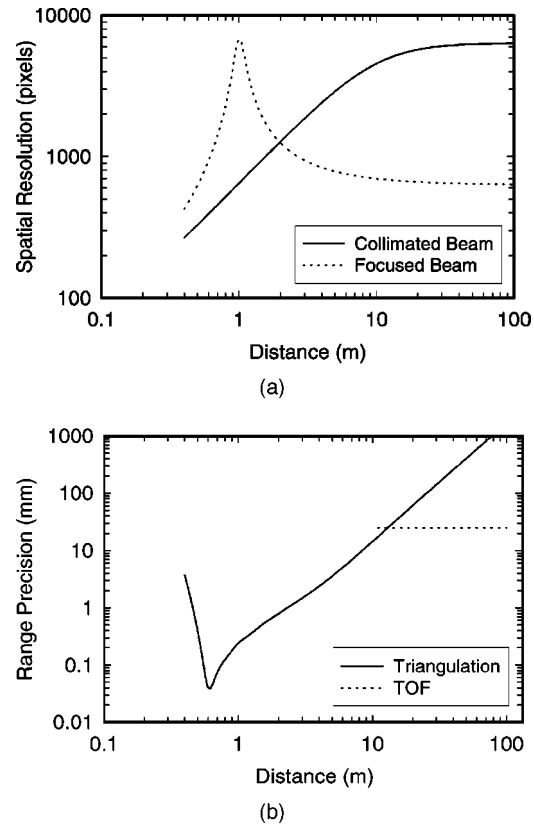 10000
1000
100
Spatial Resolution (pixels)
Collimated Beam
Focused Beam
0.1
1
10
100
Distance (m)
(a)
1000
100
10
1
0.1
0.01
Range Precision (mm)
Triangulation
TOF
0.1
1
10
100
Distance (m)
(b)